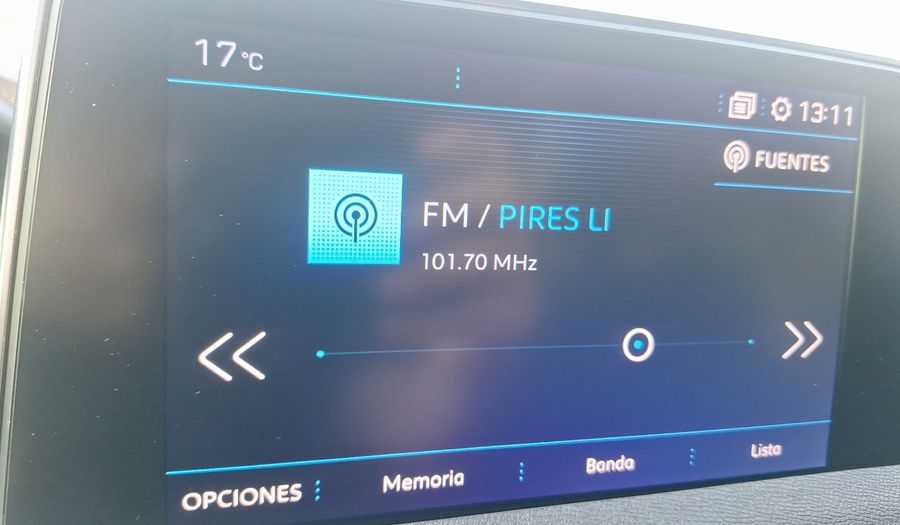 17 °C
13:11
FUENTES
FM / PIRES LI
101.70 MHz
OPCIONES Memoria Banda Lista